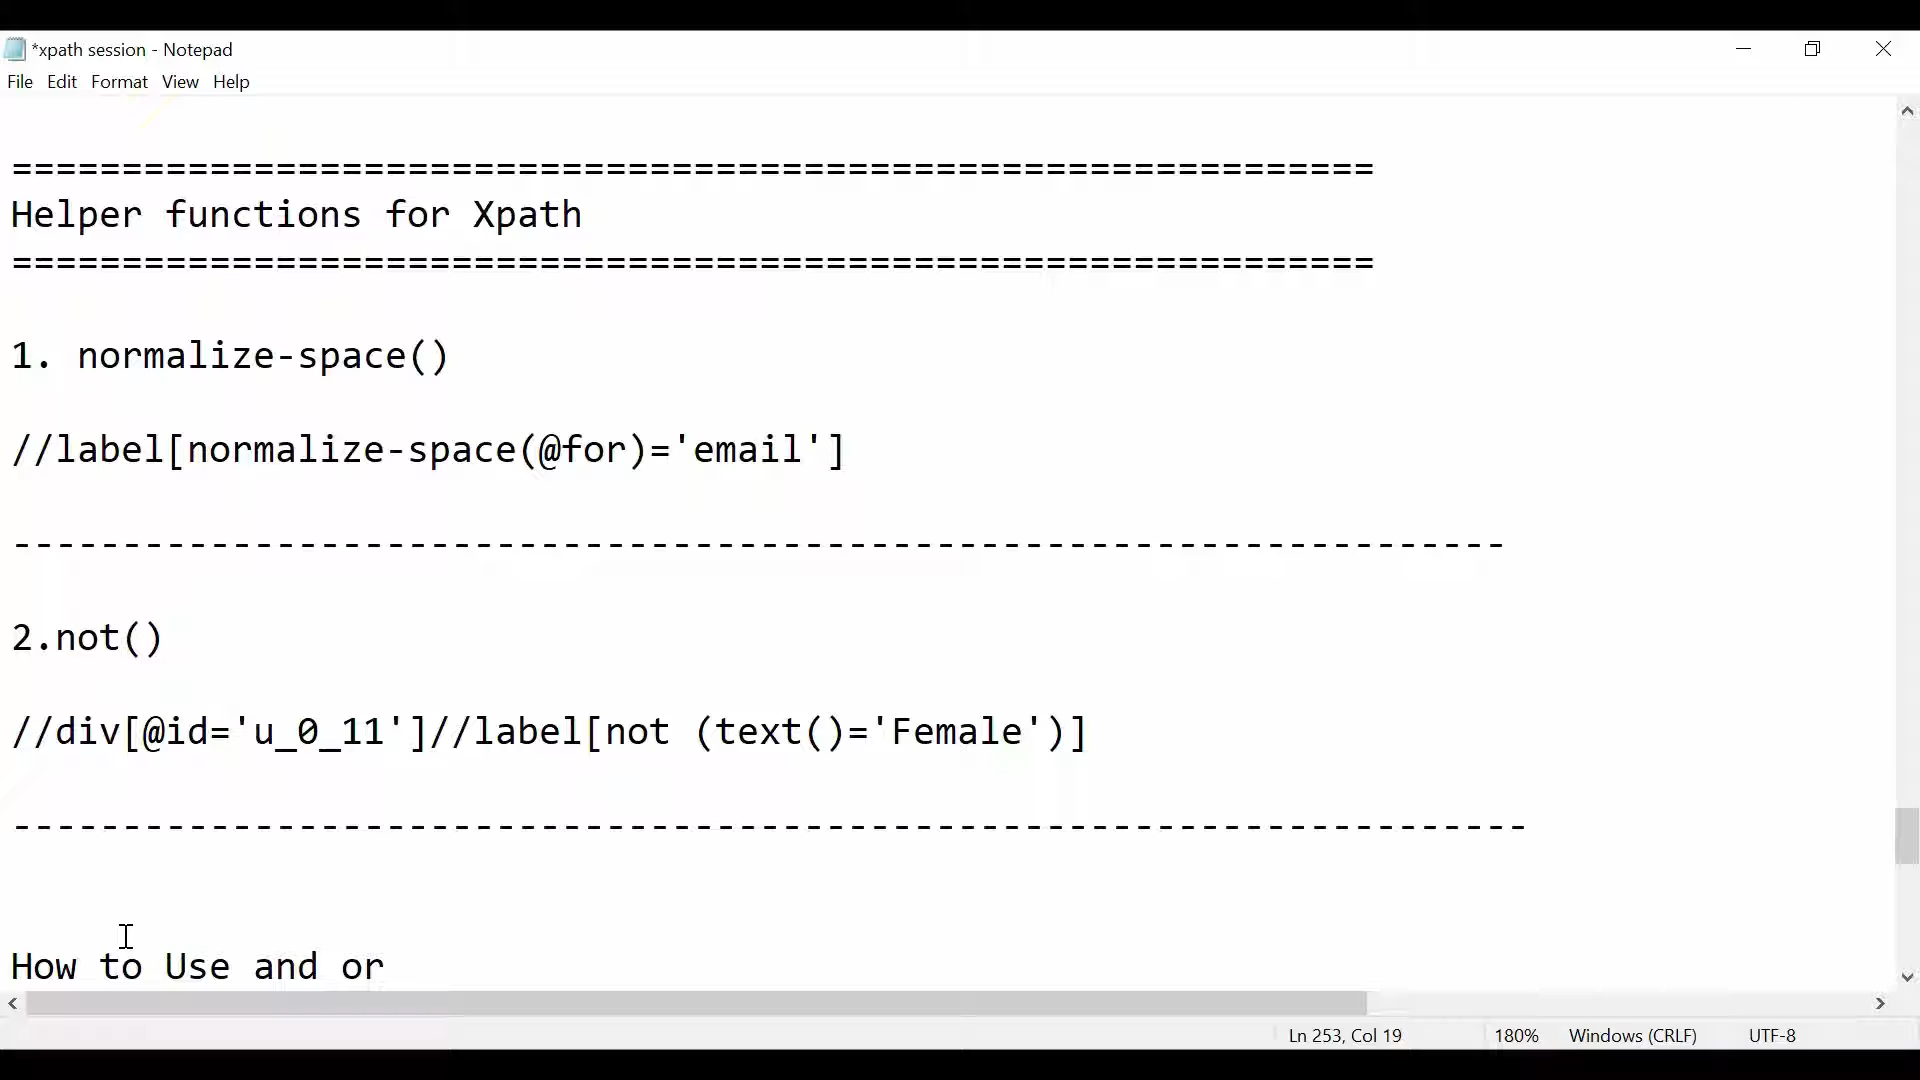 *xpath session - Notepad
File Edit Format View Help
==============================================================
Helper functions for Xpath
==============================================================
1. normalize-space()
//label[normalize-space(@for)='email']
--------------------------------------------------------------------
2.not()
//div[@id='u_0_11']//label[not (text()='Female')]
---------------------------------------------------------------------
How to Use and or
Ln 253, Col 19 180% Windows (CRLF) UTF-8